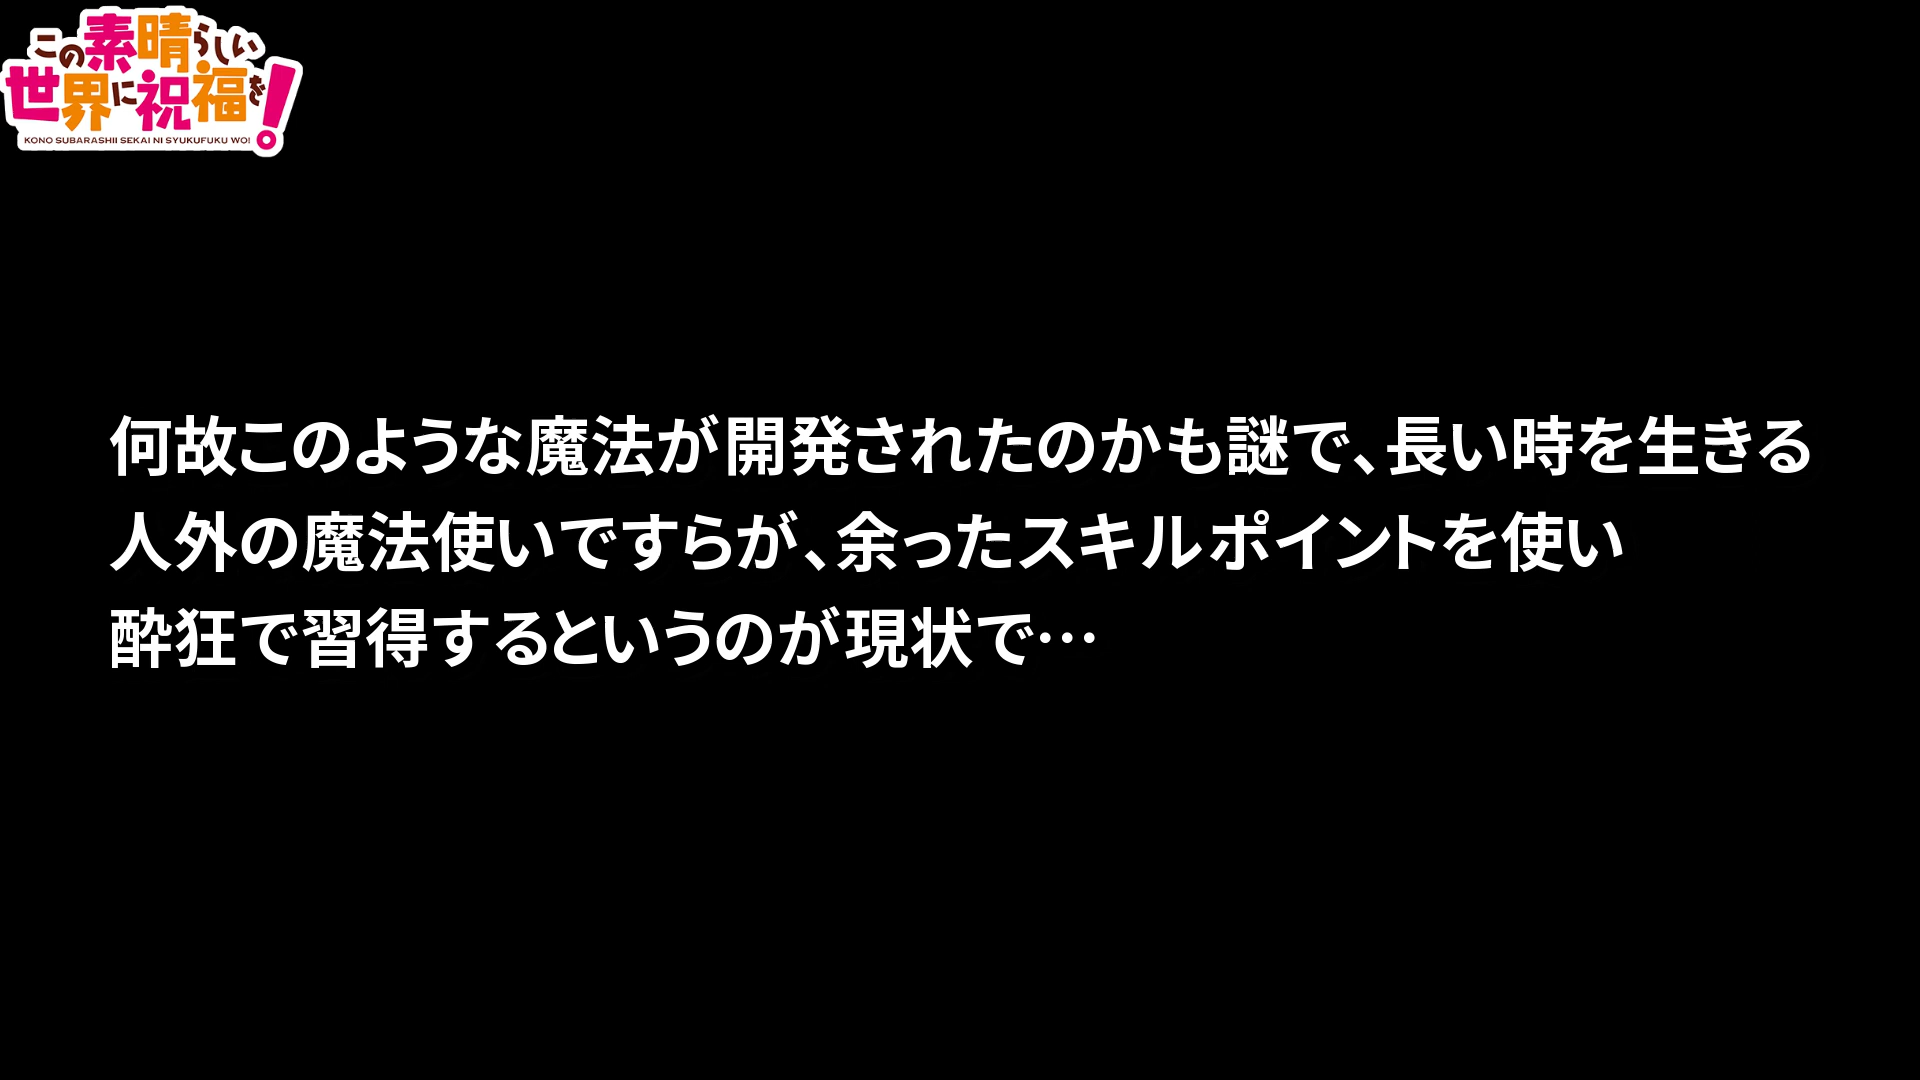 この素晴らしい
世界に祝福を!
KONO SUBARASHII SEKAI NI SYUKUFUKU WO!
何故このような魔法が開発されたのかも謎で、長い時を生きる
人外の魔法使いですらが、余ったスキルポイントを使い
酔狂で習得するというのが現状で…